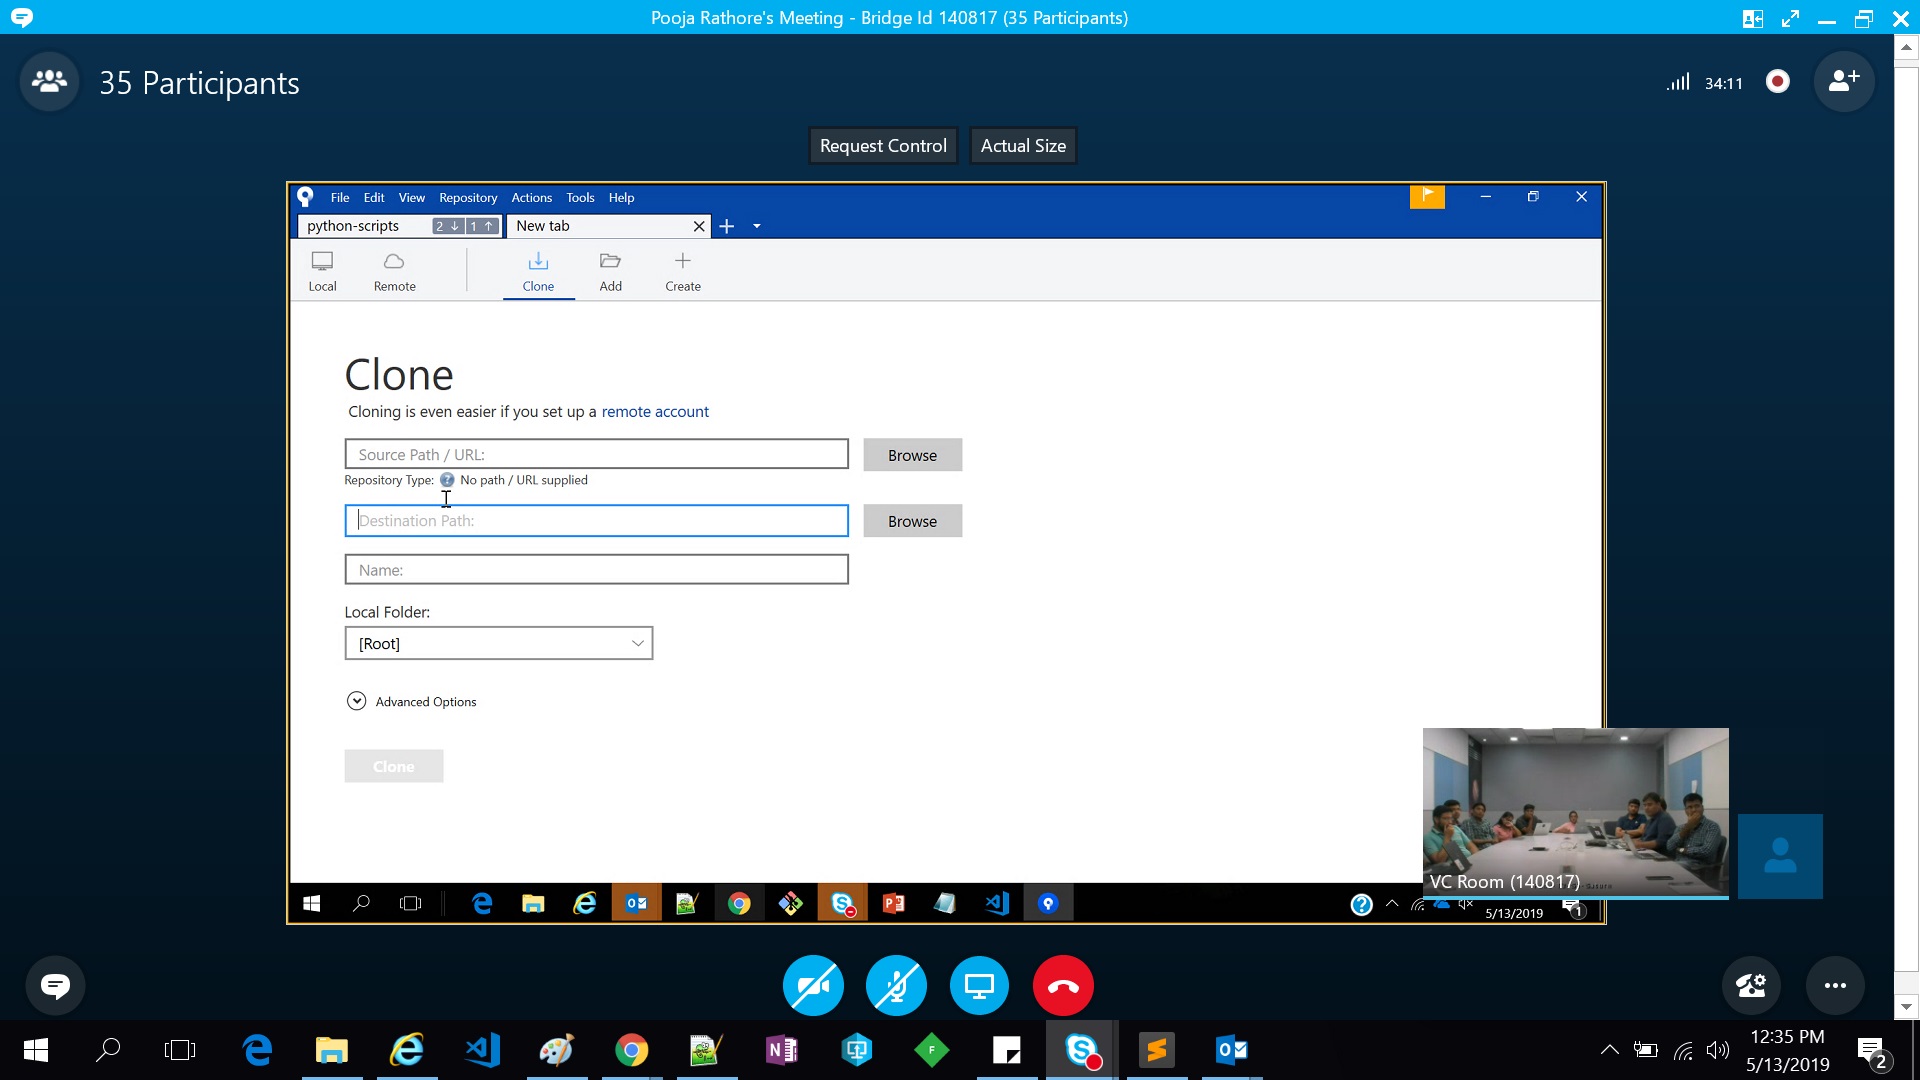 Pooja Rathore's Meeting - Bridge Id 140817 (35 Participants)
35 Participants
34:11
Request Control
Actual Size
File Edit View Repository Actions Tools Help
python-scripts 2 1
New tab
Local
Remote
Clone
Add
Create
Clone
Cloning is even easier if you set up a remote account
Source Path / URL:
Browse
Repository Type: No path / URL supplied
Destination Path:
Browse
Name:
Local Folder:
[Root]
Advanced Options
Clone
VC Room (140817)
5/13/2019
1
12:35 PM
5/13/2019
2